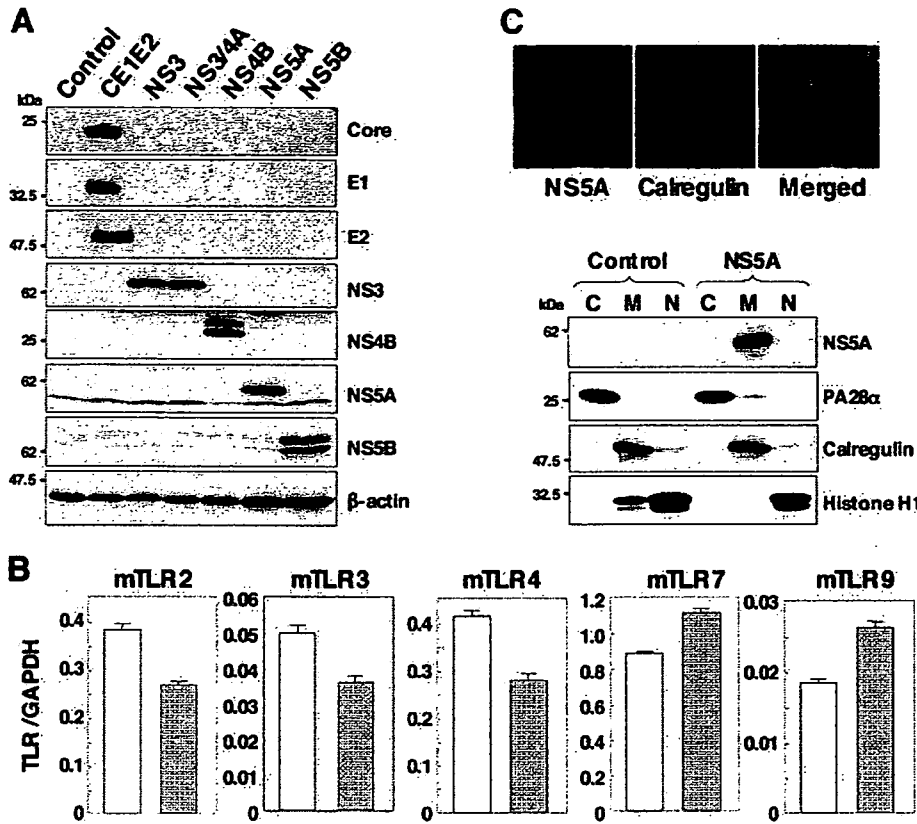 A
Control
CE1E2
NS3
NS3/4A
NS4B
NS5A
NS5B
kDa
25
Core
32.5
E1
47.5
E2
62
NS3
25
NS4B
62
NS5A
62
NS5B
47.5
β-actin
C
NS5A Calregulin Merged
Control NS5A
kDa C M N C M N
62
NS5A
25
PA28α
47.5
Calregulin
32.5
Histone H1
B
mTLR2 mTLR3 mTLR4 mTLR7 mTLR9
TLR/GAPDH
0.4
0.3
0.2
0.1
0
0.06
0.05
0.04
0.03
0.02
0.01
0
0.4
0.3
0.2
0.1
0
1.2
1.0
0.8
0.6
0.4
0.2
0
0.03
0.02
0.01
0